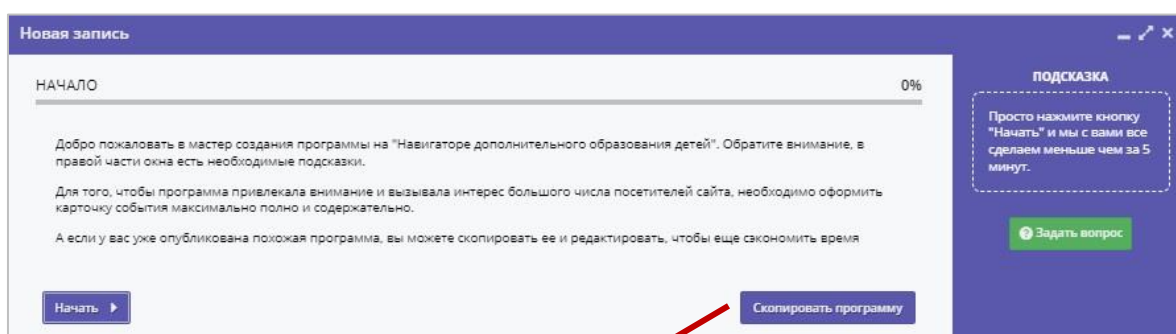 Новая запись
НАЧАЛО 0%
Добро пожаловать в мастер создания программы на "Навигаторе дополнительного образования детей". Обратите внимание, в
правой части окна есть необходимые подсказки.
Для того, чтобы программа привлекала внимание и вызывала интерес большого числа посетителей сайта, необходимо оформить
карточку события максимально полно и содержательно.
А если у вас уже опубликована похожая программа, вы можете скопировать ее и редактировать, чтобы еще сэкономить время
Начать
Скопировать программу
ПОДСКАЗКА
Просто нажмите кнопку
"Начать" и мы с вами все
сделаем меньше чем за 5
минут.
Задать вопрос